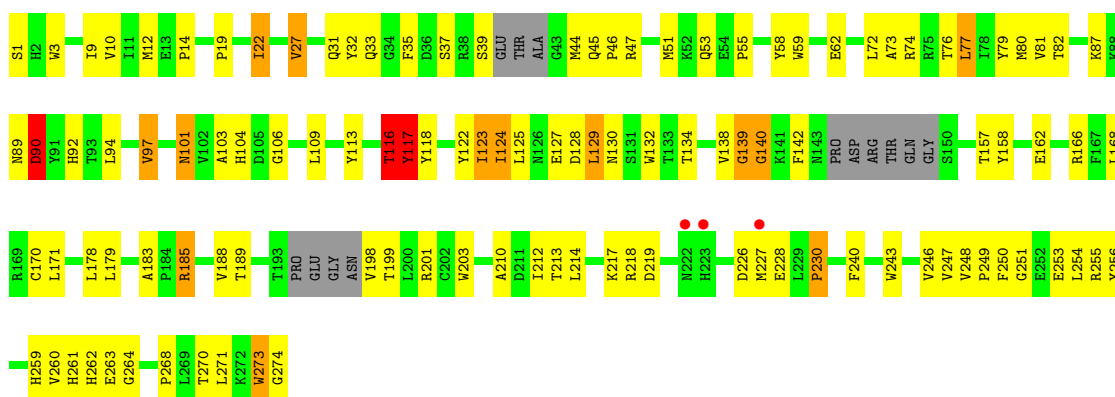 S1 H2 W3 I9 V10 I11 M12 E13 P14 P19 I22 V27 Q31 Y32 Q33 G34 F35 D36 S37 R38 S39 GLU THR ALA G43 M44 Q45 P46 R47 M51 K52 Q53 E54 P55 Y58 W59 E62 L72 A73 R74 R75 T76 L77 I78 Y79 M80 V81 T82 K87 K88
N89 D90 Y91 H92 T93 L94 V97 N101 V102 A103 H104 D105 G106 L109 Y113 T116 Y117 Y118 Y122 I123 I124 L125 N126 E127 D128 L129 N130 S131 W132 T133 T134 V138 G139 G140 K141 F142 N143 PRO ASP ARG THR GLN GLY S150 T157 Y158 E162 R166 F167 L168
R169 C170 L171 L178 L179 A183 P184 R185 V188 T189 T193 PRO GLU GLY ASN V198 T199 L200 R201 C202 W203 A210 D211 I212 T213 L214 K217 R218 D219 N222 H223 D226 M227 E228 L229 P230 F240 W243 V246 V247 V248 P249 F250 G251 E252 E253 L254 R255
H259 V260 H261 H262 E263 G264 P268 L269 T270 L271 K272 W273 G274